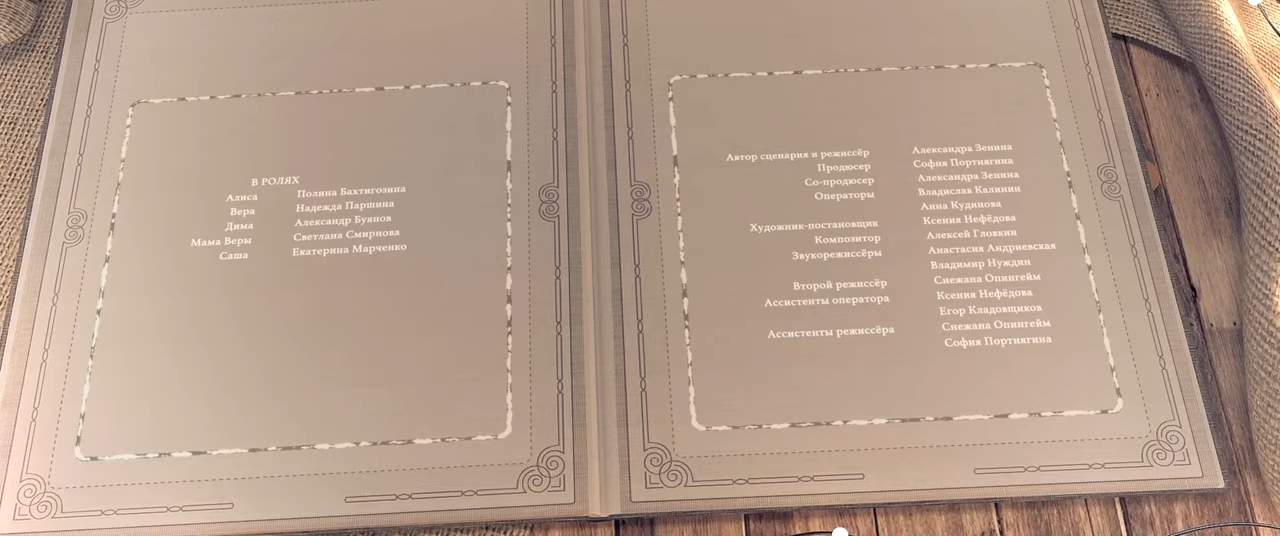 В РОЛЯХ
Алиса Полина Бахтигозина
Вера Надежда Паршина
Дима Александр Буянов
Мама Веры Светлана Смирнова
Саша Екатерина Марченко
Автор сценария и режиссёр Александра Зенина
Продюсер София Портнягина
Со-продюсер Александра Зенина
Операторы Владислав Калинин
Анна Кудинова
Художник-постановщик Ксения Нефёдова
Композитор Алексей Гловкин
Звукорежиссёры Анастасия Андриевская
Владимир Нуждин
Второй режиссёр Снежана Опингейм
Ассистенты оператора Ксения Нефёдова
Егор Кладовщиков
Ассистенты режиссёра Снежана Опингейм
София Портнягина